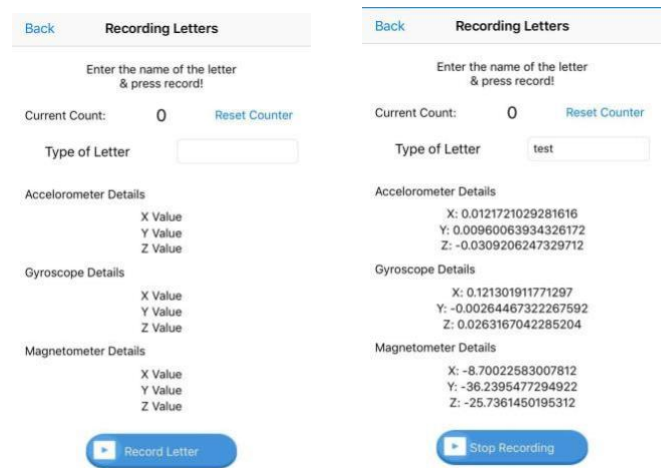 Back Recording Letters
Enter the name of the letter
& press record!
Current Count: 0 Reset Counter
Type of Letter
Accelorometer Details
X Value
Y Value
Z Value
Gyroscope Details
X Value
Y Value
Z Value
Magnetometer Details
X Value
Y Value
Z Value
Record Letter
Back Recording Letters
Enter the name of the letter
& press record!
Current Count: 0 Reset Counter
Type of Letter test
Accelorometer Details
X: 0.0121721029281616
Y: 0.00960063934326172
Z: -0.0309206247329712
Gyroscope Details
X: 0.121301911771297
Y: -0.00264467322267592
Z: 0.0263167042285204
Magnetometer Details
X: -8.70022583007812
Y: -36.2395477294922
Z: -25.7361450195312
Stop Recording